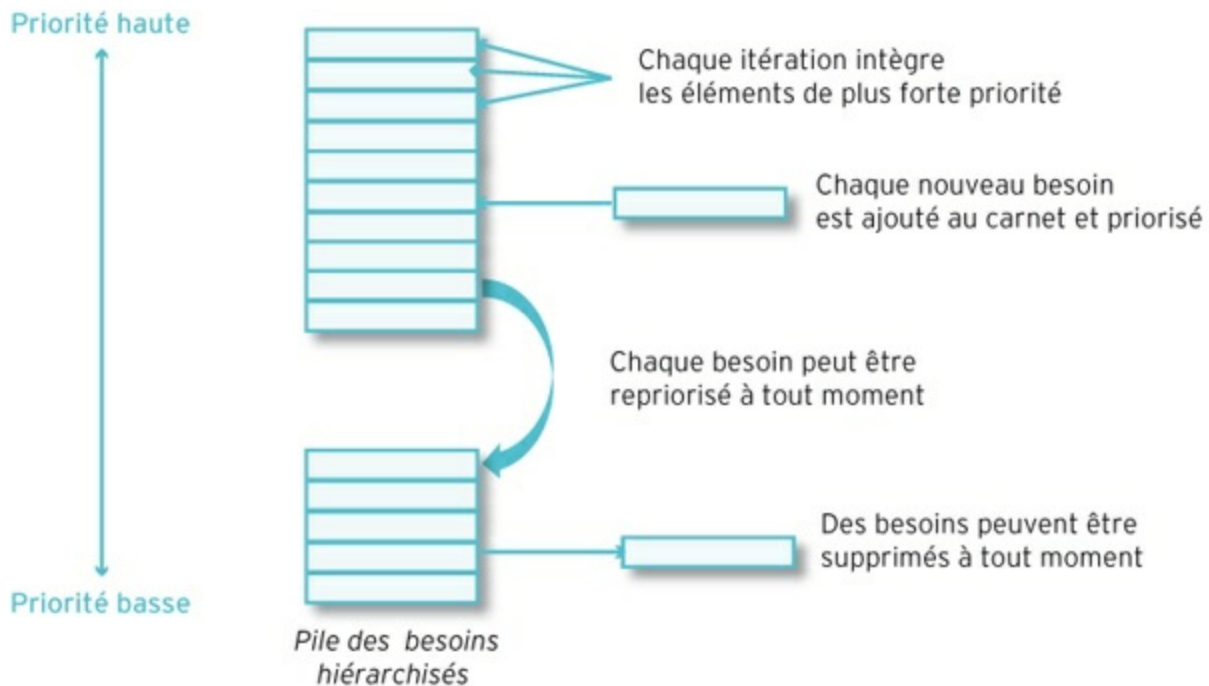 Priorité haute
Chaque itération intègre
les éléments de plus forte priorité
Chaque nouveau besoin
est ajouté au carnet et priorisé
Chaque besoin peut être
repriorisé à tout moment
Des besoins peuvent être
supprimés à tout moment
Priorité basse
Pile des besoins
hiérarchisés